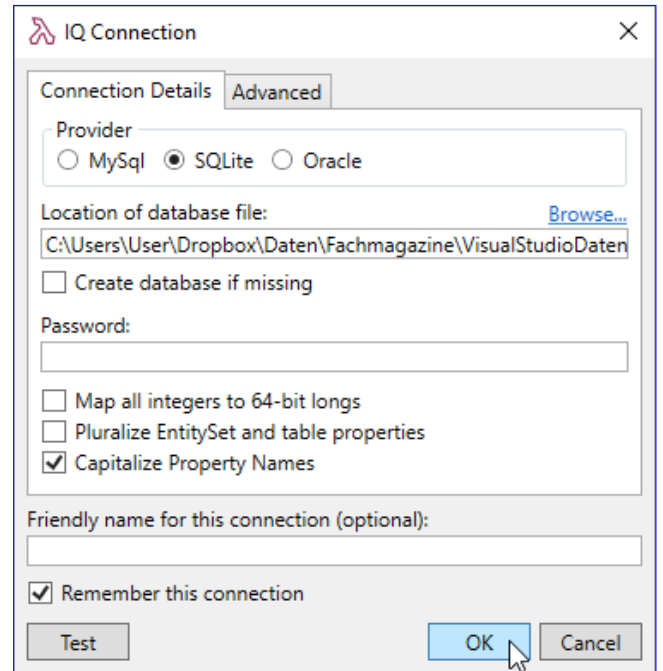 IQ Connection
Connection Details Advanced
Provider
MySql SQLite Oracle
Location of database file: Browse...
C:\Users\User\Dropbox\Daten\Fachmagazine\VisualStudioDaten
Create database if missing
Password:
Map all integers to 64-bit longs
Pluralize EntitySet and table properties
Capitalize Property Names
Friendly name for this connection (optional):
Remember this connection
Test OK Cancel